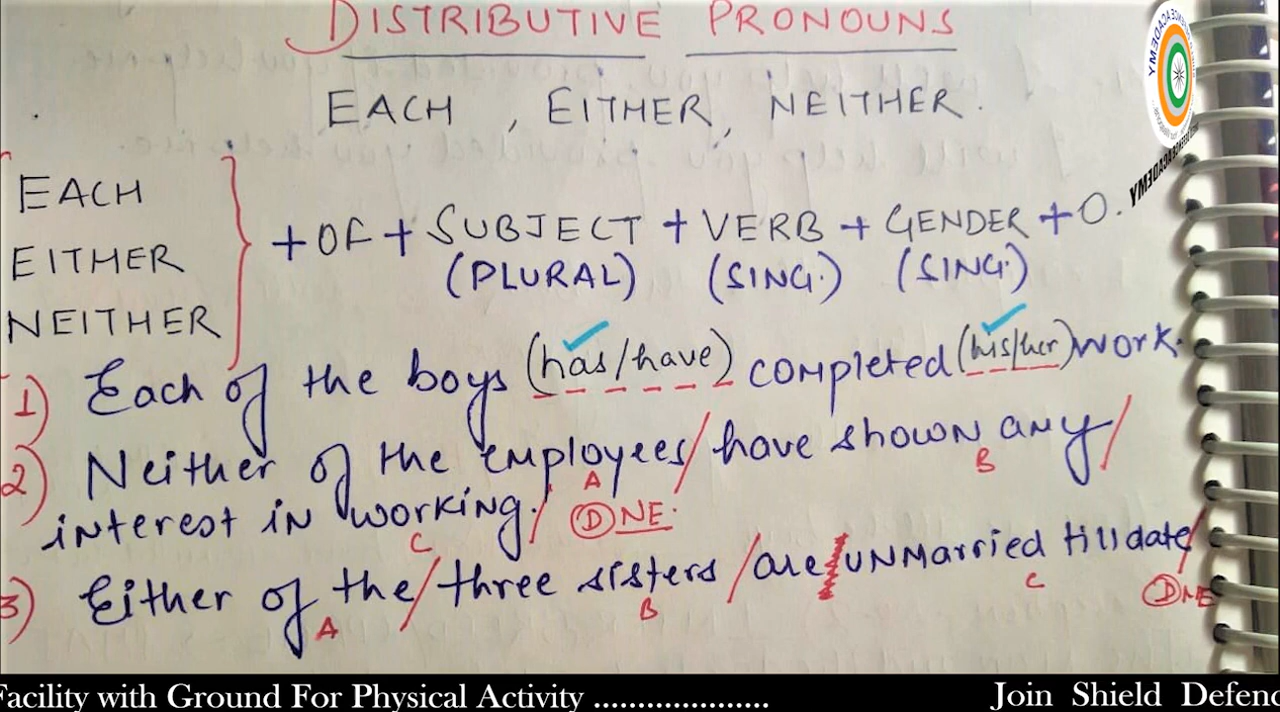 DISTRIBUTIVE PRONOUNS
EACH , EITHER, NEITHER.
EACH
EITHER
NEITHER
+ OF + SUBJECT + VERB + GENDER + O.
(PLURAL) (SING.) (SING.)
1) Each of the boys (has/have) completed (his/her) work.
2) Neither of the employees/ have shown any/
A B
interest in working./ (D) NE.
C
3) Either of the/ three sisters / are unmarried till date/
A B C (D) NE
ACADEMY
Facility with Ground For Physical Activity .................... Join Shield Defenc